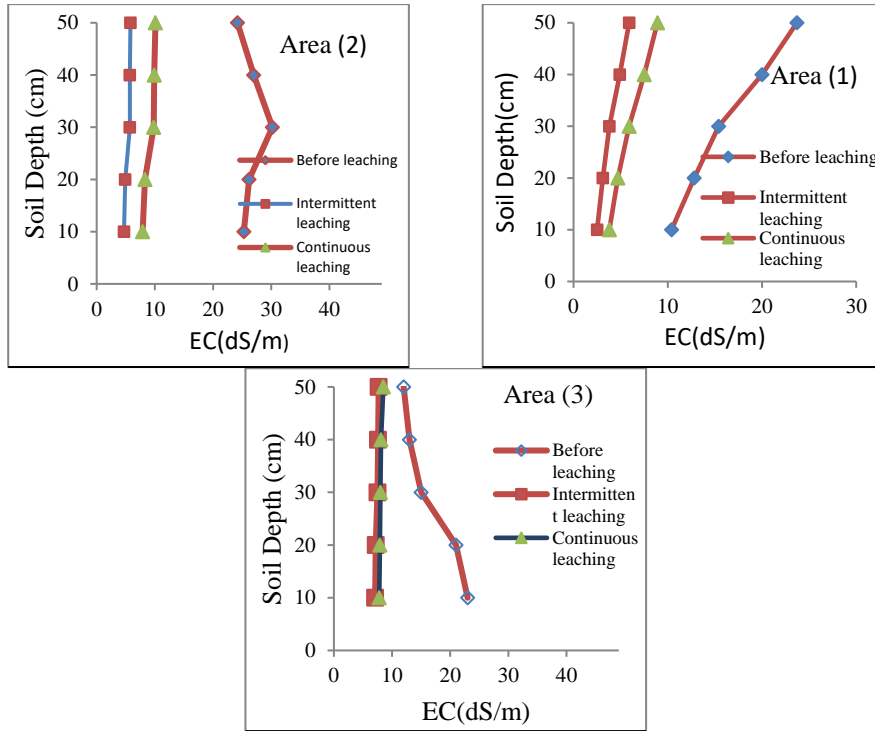 Area (2)
Soil Depth (cm)
50
40
30
20
10
0
Before leaching
Intermittent
leaching
Continuous
leaching
0 10 20 30 40
EC(dS/m)
Area (1)
Soil Depth(cm)
50
40
30
20
10
0
Before leaching
Intermittent
leaching
Continuous
leaching
0 10 20 30
EC(dS/m)
Area (3)
Soil Depth (cm)
50
40
30
20
10
0
Before
leaching
Intermitten
t leaching
Continuous
leaching
0 10 20 30 40
EC(dS/m)